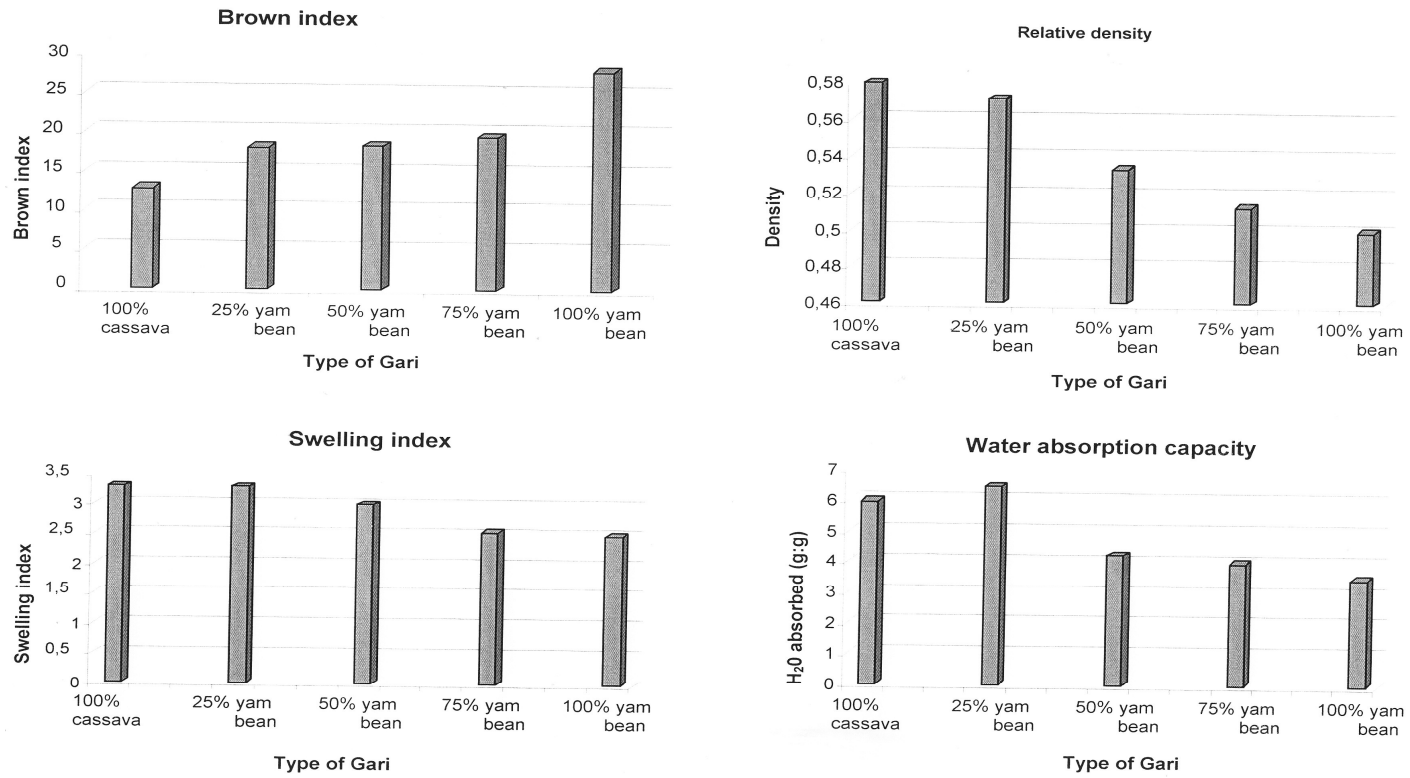 Brown index
30
25
20
15
10
5
0
Brown index
100%
cassava
25% yam
bean
50% yam
bean
75% yam
bean
100% yam
bean
Type of Gari
Relative density
0,58
0,56
0,54
0,52
0,5
0,48
0,46
Density
100%
cassava
25% yam
bean
50% yam
bean
75% yam
bean
100% yam
bean
Type of Gari
Swelling index
3,5
3
2,5
2
1,5
1
0,5
0
Swelling index
100%
cassava
25% yam
bean
50% yam
bean
75% yam
bean
100% yam
bean
Type of Gari
Water absorption capacity
7
6
5
4
3
2
1
0
H₂0 absorbed (g:g)
100%
cassava
25% yam
bean
50% yam
bean
75% yam
bean
100% yam
bean
Type of Gari